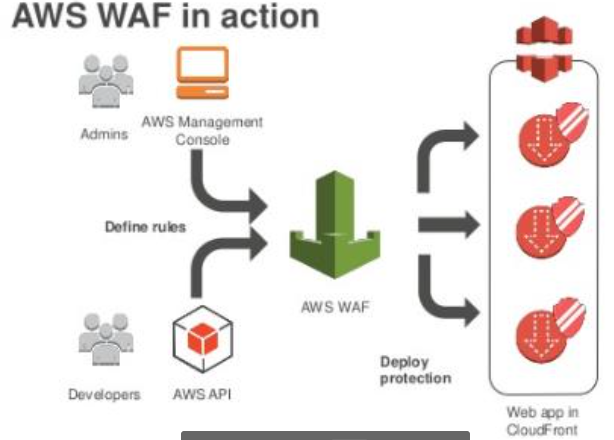 AWS WAF in action
Admins
AWS Management
Console
Define rules
AWS WAF
Developers
AWS API
Deploy
protection
Web app in
CloudFront